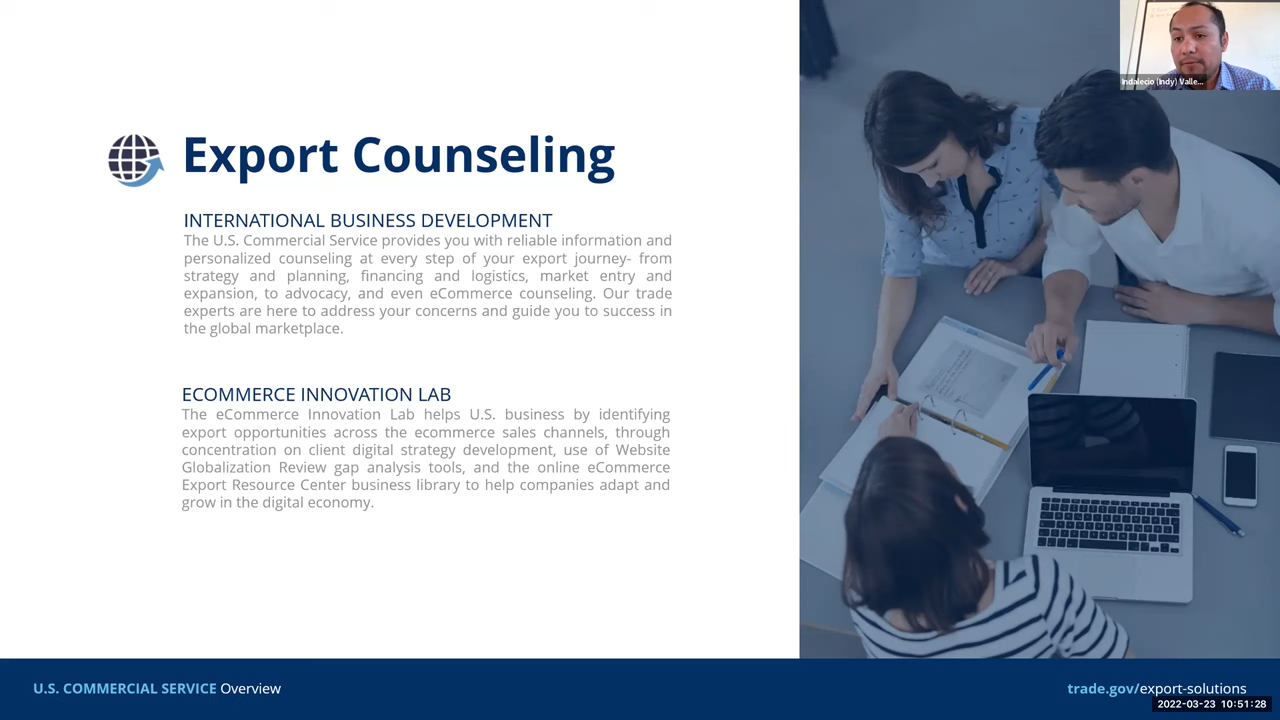 Indalecio (Indy) Valle...
Export Counseling
INTERNATIONAL BUSINESS DEVELOPMENT
The U.S. Commercial Service provides you with reliable information and
personalized counseling at every step of your export journey- from
strategy and planning, financing and logistics, market entry and
expansion, to advocacy, and even eCommerce counseling. Our trade
experts are here to address your concerns and guide you to success in
the global marketplace.
ECOMMERCE INNOVATION LAB
The eCommerce Innovation Lab helps U.S. business by identifying
export opportunities across the ecommerce sales channels, through
concentration on client digital strategy development, use of Website
Globalization Review gap analysis tools, and the online eCommerce
Export Resource Center business library to help companies adapt and
grow in the digital economy.
U.S. COMMERCIAL SERVICE Overview
trade.gov/export-solutions
2022-03-23 10:51:28